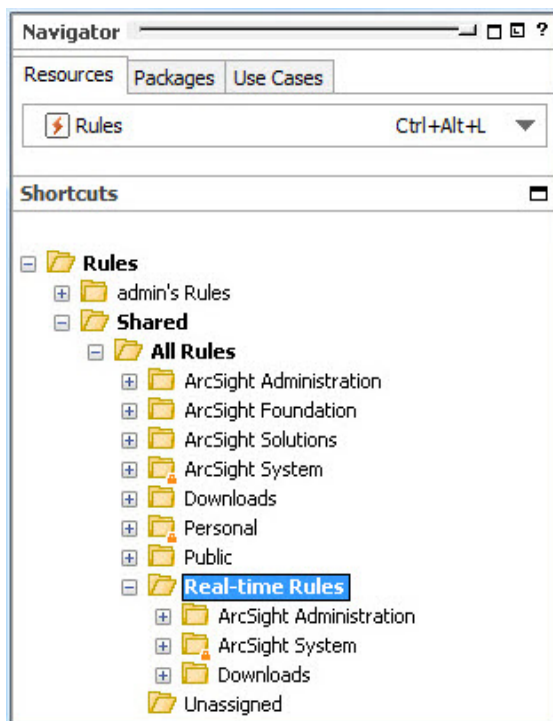 Navigator ?
Resources Packages Use Cases
Rules Ctrl+Alt+L
Shortcuts
Rules
admin's Rules
Shared
All Rules
ArcSight Administration
ArcSight Foundation
ArcSight Solutions
ArcSight System
Downloads
Personal
Public
Real-time Rules
ArcSight Administration
ArcSight System
Downloads
Unassigned